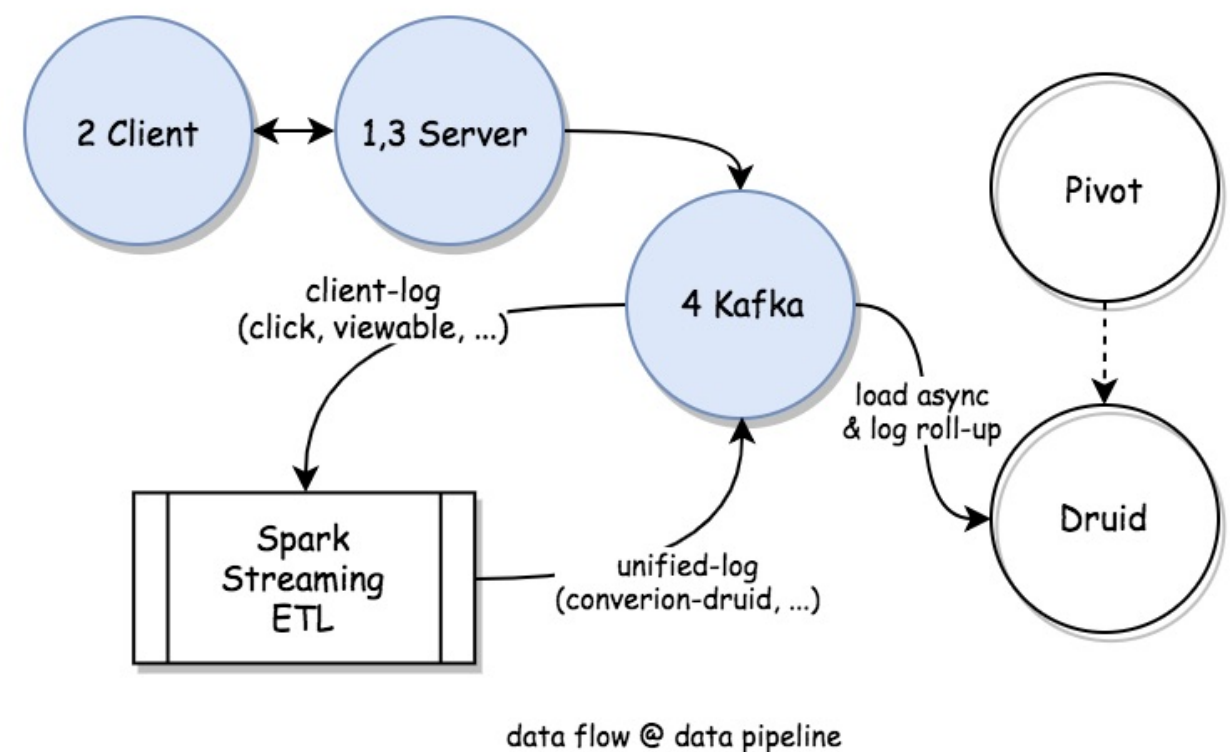 2 Client
1,3 Server
Pivot
client-log
(click, viewable, ...)
4 Kafka
load async
& log roll-up
Spark
Streaming
ETL
unified-log
(converion-druid, ...)
Druid
data flow @ data pipeline